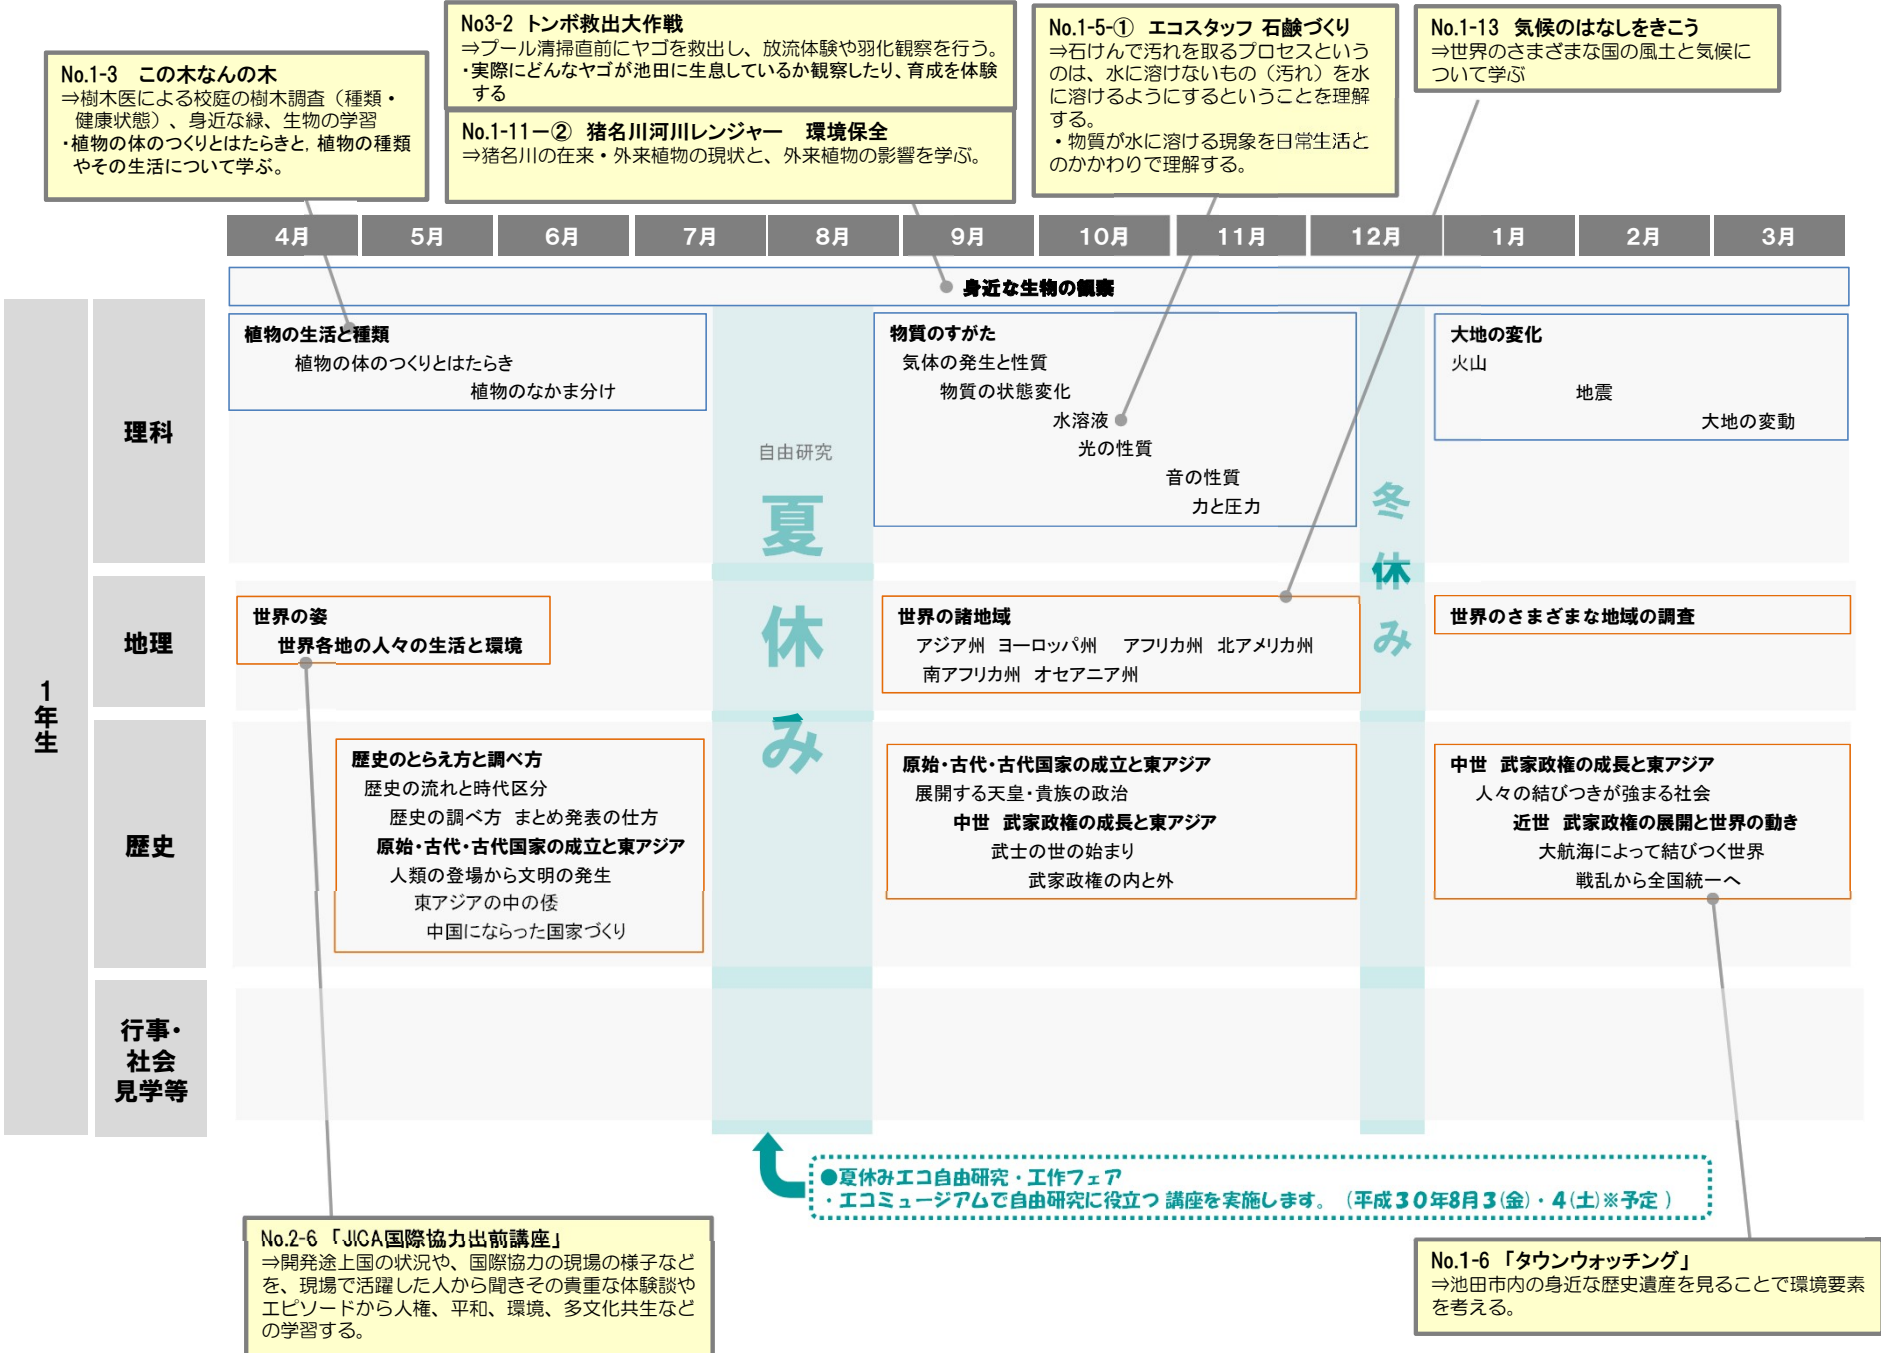 No.1-3 この木なんの木
⇒樹木医による校庭の樹木調査（種類・
健康状態）、身近な緑、生物の学習
・植物の体のつくりとはたらきと, 植物の種類
やその生活について学ぶ。
No3-2 トンボ救出大作戦
⇒プール清掃直前にヤゴを救出し、放流体験や羽化観察を行う。
・実際にどんなヤゴが池田に生息しているか観察したり、育成を体験
する
No.1-11－② 猪名川河川レンジャー 環境保全
⇒猪名川の在来・外来植物の現状と、外来植物の影響を学ぶ。
No.1-5-① エコスタッフ 石鹸づくり
⇒石けんで汚れを取るプロセスという
のは、水に溶けないもの（汚れ）を水
に溶けるようにするということを理解
する。
・物質が水に溶ける現象を日常生活と
のかかわりで理解する。
No.1-13 気候のはなしをきこう
⇒世界のさまざまな国の風土と気候に
ついて学ぶ
4月 5月 6月 7月 8月 9月 10月 11月 12月 1月 2月 3月
身近な生物の観察
1年生
理科
植物の生活と種類
植物の体のつくりとはたらき
植物のなかま分け
自由研究
夏休み
物質のすがた
気体の発生と性質
物質の状態変化
水溶液
光の性質
音の性質
力と圧力
冬休み
大地の変化
火山
地震
大地の変動
地理
世界の姿
世界各地の人々の生活と環境
世界の諸地域
アジア州 ヨーロッパ州 アフリカ州 北アメリカ州
南アフリカ州 オセアニア州
世界のさまざまな地域の調査
歴史
歴史のとらえ方と調べ方
歴史の流れと時代区分
歴史の調べ方 まとめ発表の仕方
原始・古代・古代国家の成立と東アジア
人類の登場から文明の発生
東アジアの中の倭
中国にならった国家づくり
原始・古代・古代国家の成立と東アジア
展開する天皇・貴族の政治
中世 武家政権の成長と東アジア
武士の世の始まり
武家政権の内と外
中世 武家政権の成長と東アジア
人々の結びつきが強まる社会
近世 武家政権の展開と世界の動き
大航海によって結びつく世界
戦乱から全国統一へ
行事・
社会
見学等
●夏休みエコ自由研究・工作フェア
・エコミュージアムで自由研究に役立つ 講座を実施します。（平成３０年8月３(金)・４(土)※予定 ）
No.2-6 「JICA国際協力出前講座」
⇒開発途上国の状況や、国際協力の現場の様子など
を、現場で活躍した人から聞きその貴重な体験談や
エピソードから人権、平和、環境、多文化共生など
の学習する。
No.1-6 「タウンウォッチング」
⇒池田市内の身近な歴史遺産を見ることで環境要素
を考える。